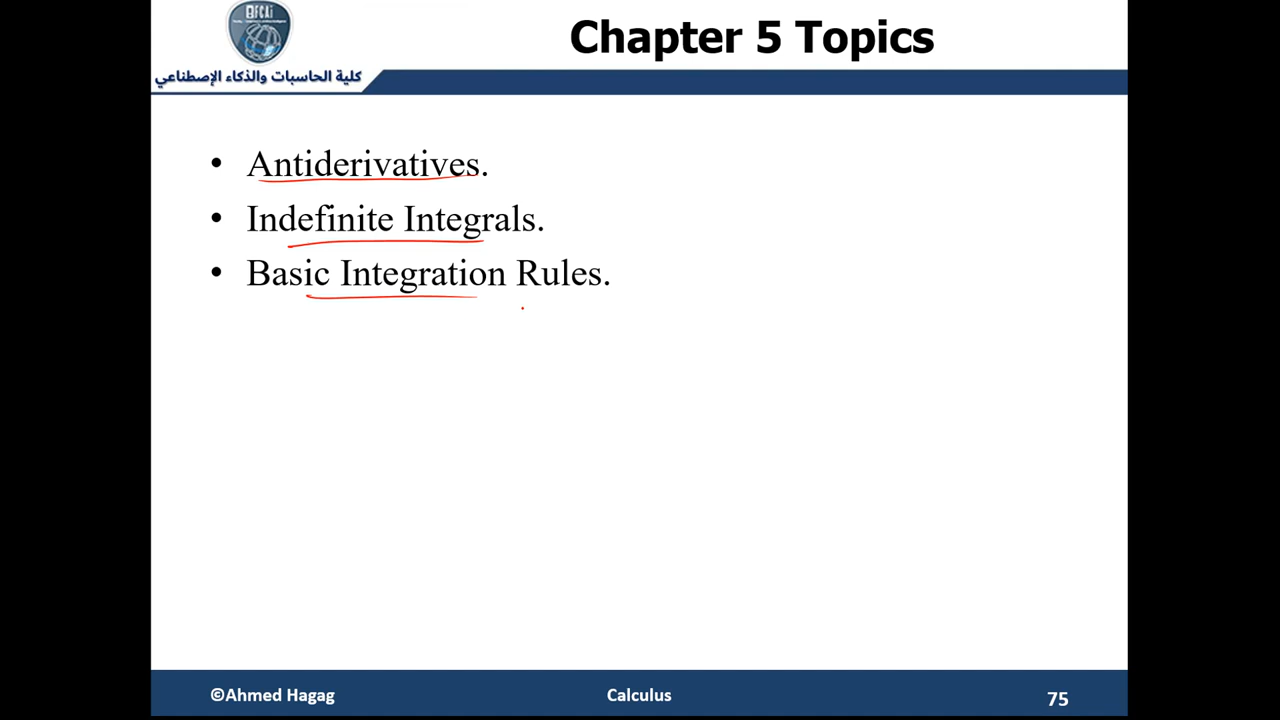 FCAi
Chapter 5 Topics
كلية الحاسبات والذكاء الإصطناعي
• Antiderivatives.
• Indefinite Integrals.
• Basic Integration Rules.
©Ahmed Hagag
Calculus
75